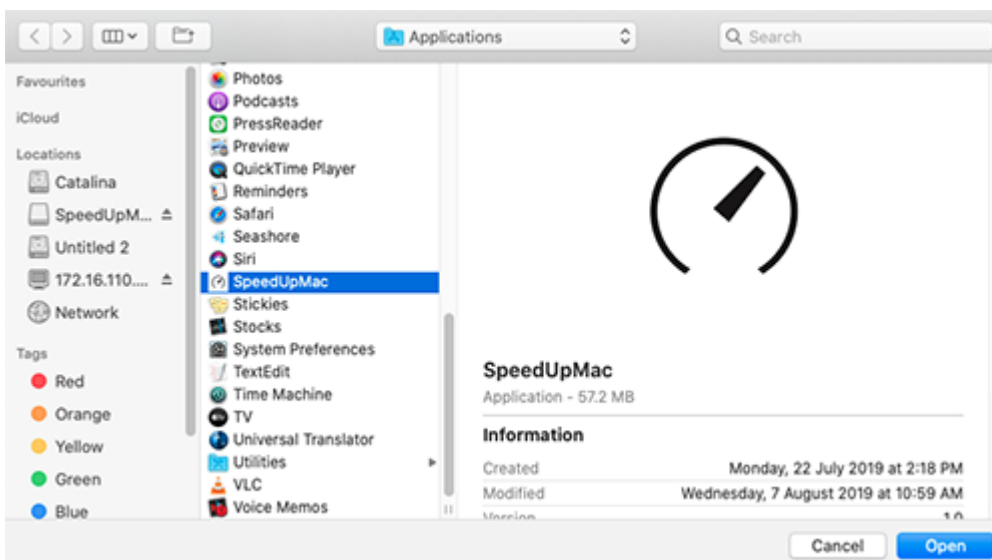 Applications
Search
Favourites
iCloud
Locations
Catalina
SpeedUpM...
Untitled 2
172.16.110....
Network
Tags
Red
Orange
Yellow
Green
Blue
Photos
Podcasts
PressReader
Preview
QuickTime Player
Reminders
Safari
Seashore
Siri
SpeedUpMac
Stickies
Stocks
System Preferences
TextEdit
Time Machine
TV
Universal Translator
Utilities
VLC
Voice Memos
SpeedUpMac
Application - 57.2 MB
Information
Created Monday, 22 July 2019 at 2:18 PM
Modified Wednesday, 7 August 2019 at 10:59 AM
Version 1.0
Cancel Open